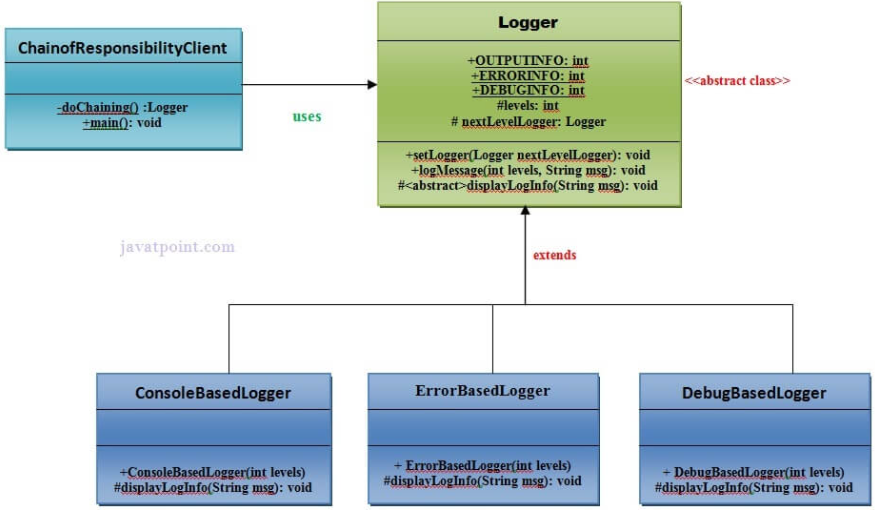 ChainofResponsibilityClient
-doChaining() :Logger
+main(): void
uses
Logger
+OUTPUTINFO: int
+ERRORINFO: int
+DEBUGINFO: int
#levels: int
# nextLevelLogger: Logger
+setLogger(Logger nextLevelLogger): void
+logMessage(int levels, String msg): void
#<abstract>displayLogInfo(String msg): void
<<abstract class>>
javatpoint.com
extends
ConsoleBasedLogger
+ConsoleBasedLogger(int levels)
#displayLogInfo(String msg): void
ErrorBasedLogger
+ ErrorBasedLogger(int levels)
#displayLogInfo(String msg): void
DebugBasedLogger
+ DebugBasedLogger(int levels)
#displayLogInfo(String msg): void